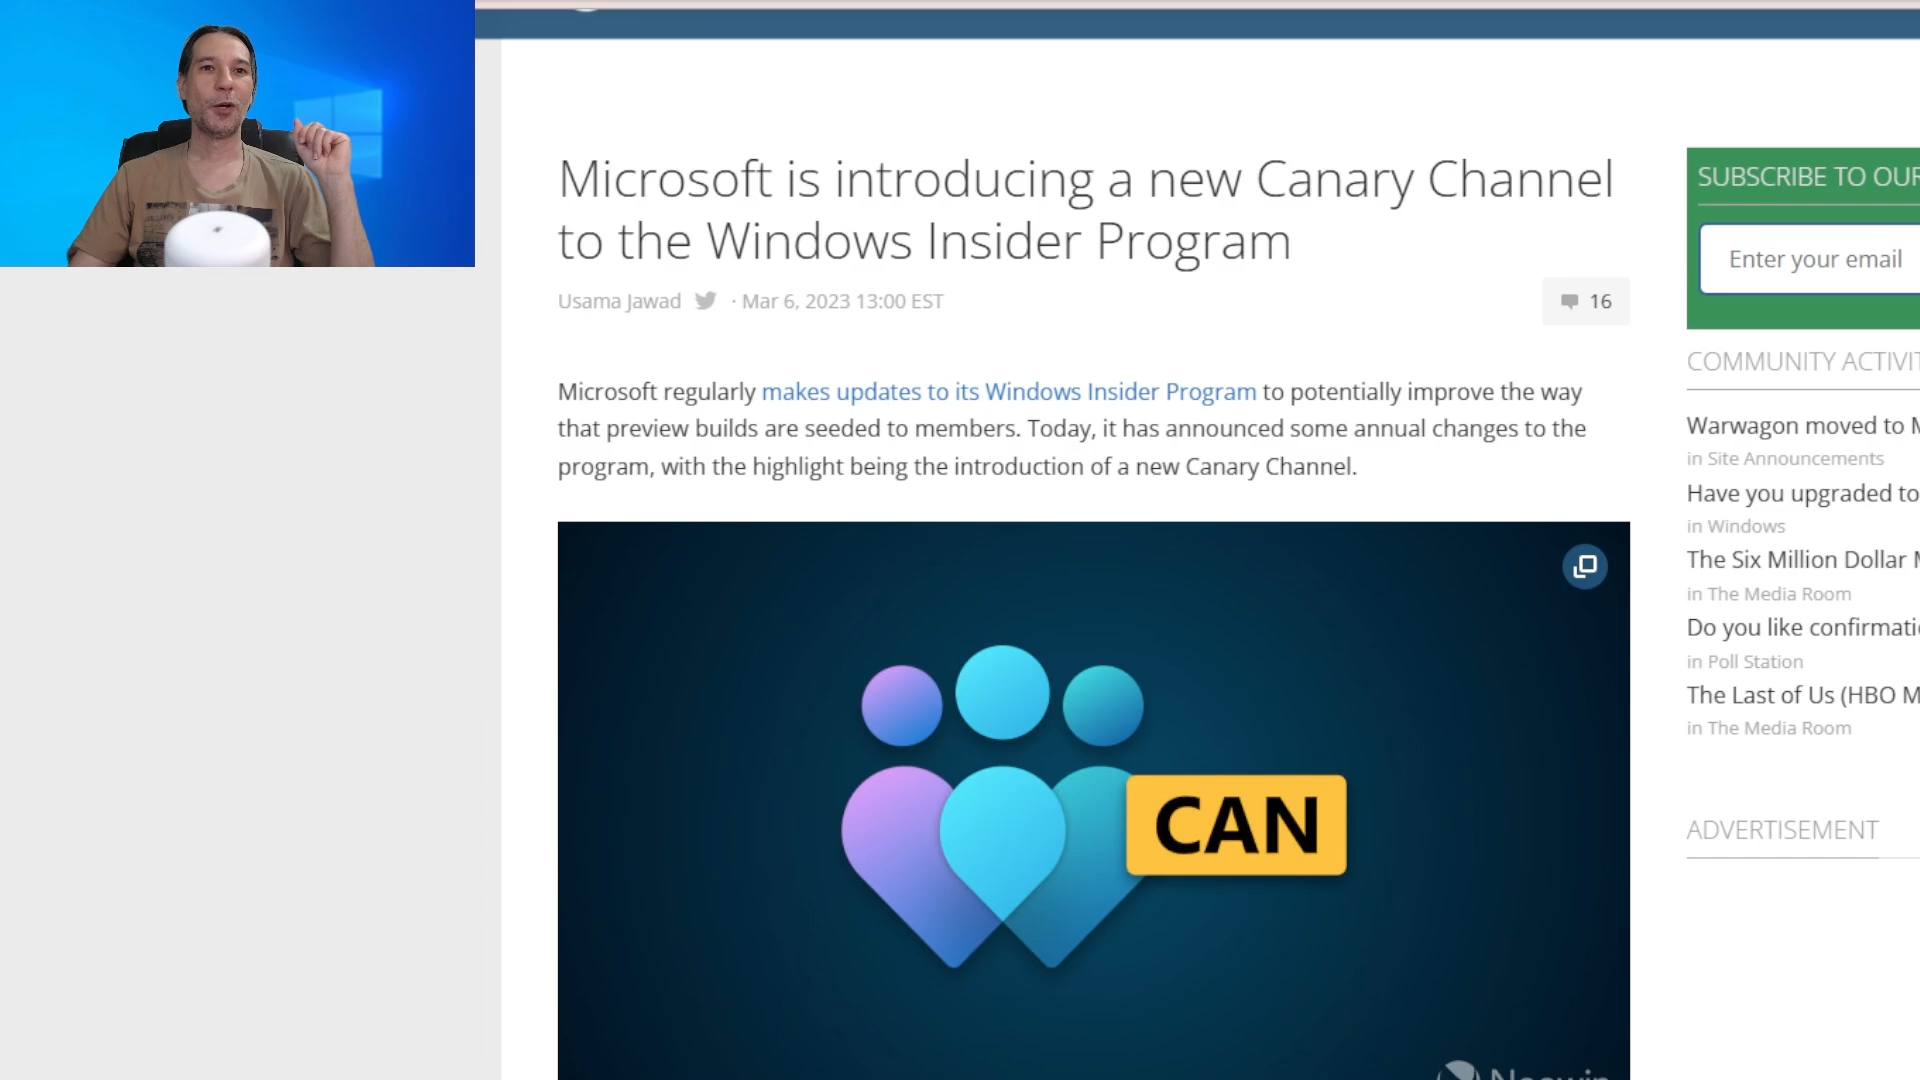 Microsoft is introducing a new Canary Channel
to the Windows Insider Program
Usama Jawad · Mar 6, 2023 13:00 EST
16
Microsoft regularly makes updates to its Windows Insider Program to potentially improve the way
that preview builds are seeded to members. Today, it has announced some annual changes to the
program, with the highlight being the introduction of a new Canary Channel.
CAN
SUBSCRIBE TO OUR
Enter your email
COMMUNITY ACTIVIT
Warwagon moved to M
in Site Announcements
Have you upgraded to
in Windows
The Six Million Dollar M
in The Media Room
Do you like confirmati
in Poll Station
The Last of Us (HBO M
in The Media Room
ADVERTISEMENT